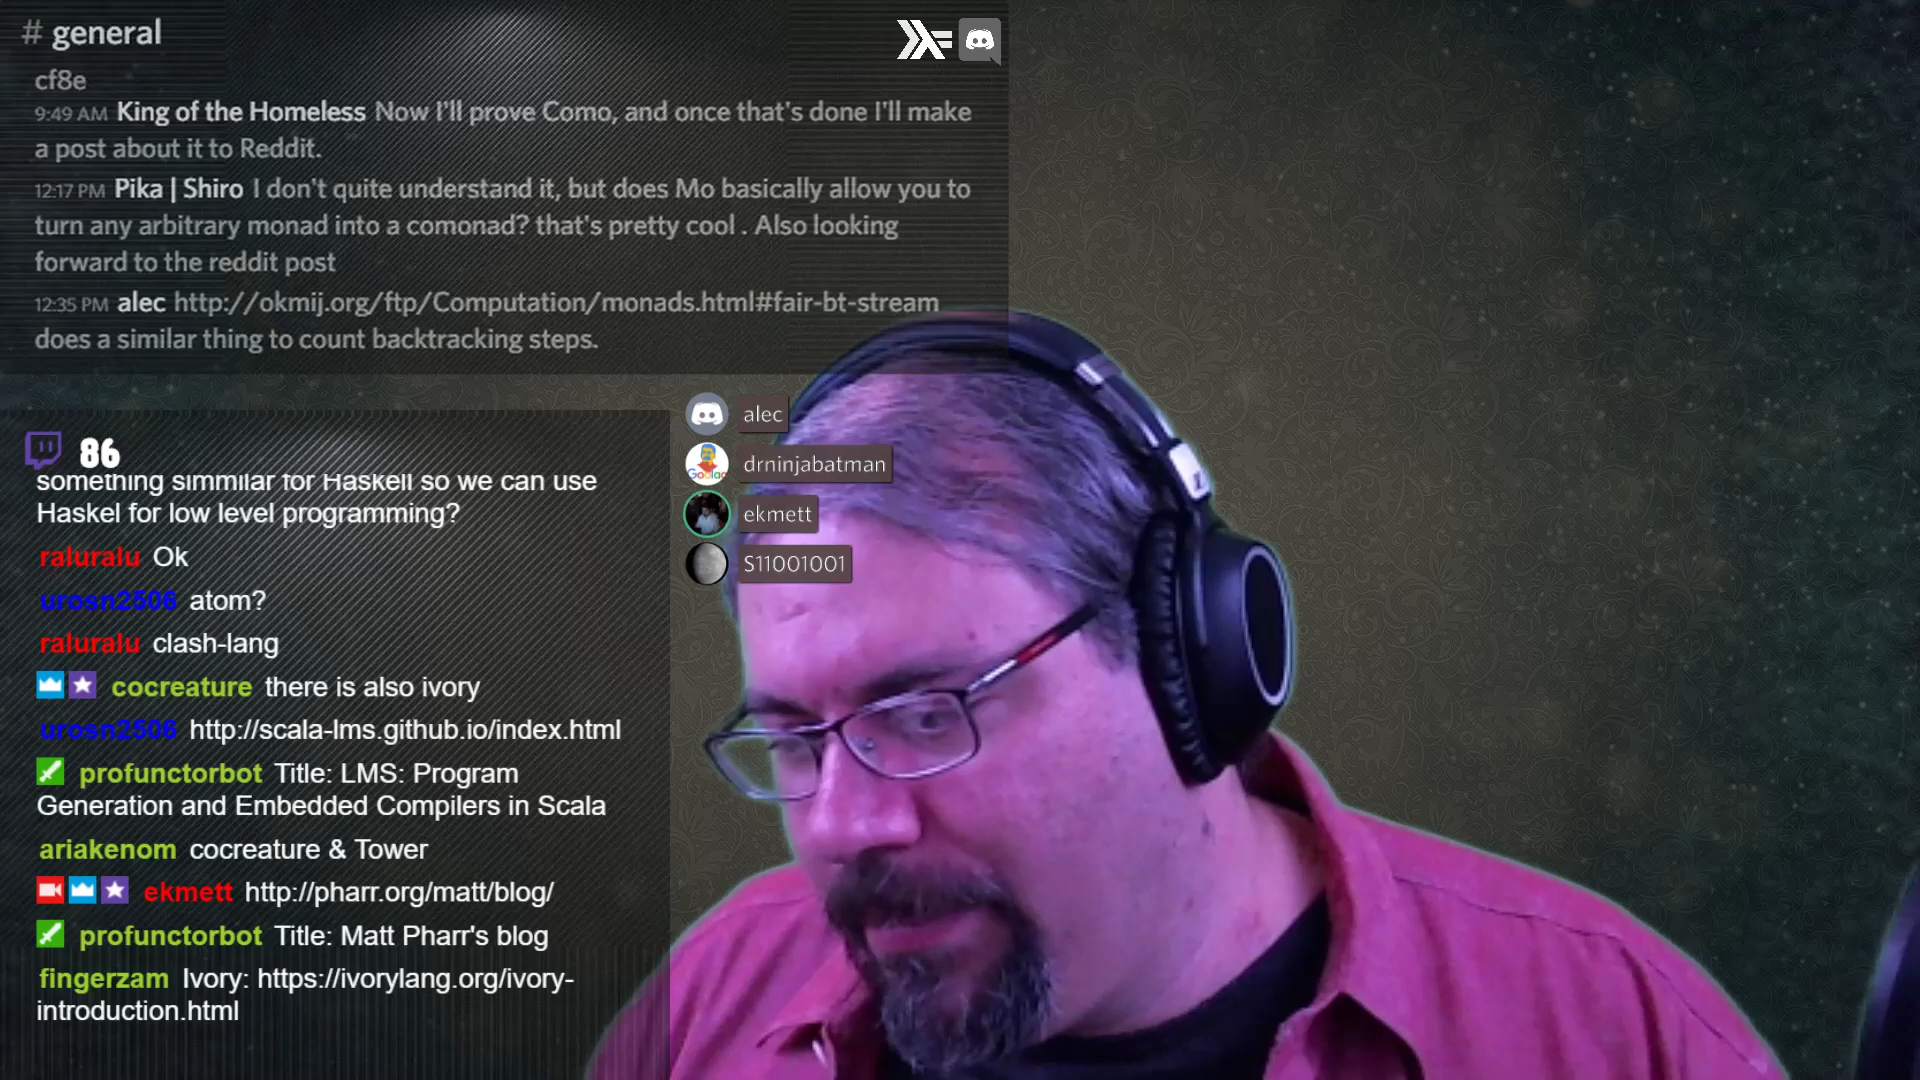 # general
cf8e
9:49 AM King of the Homeless Now I'll prove Como, and once that's done I'll make
a post about it to Reddit.
12:17 PM Pika | Shiro I don't quite understand it, but does Mo basically allow you to
turn any arbitrary monad into a comonad? that's pretty cool . Also looking
forward to the reddit post
12:35 PM alec http://okmij.org/ftp/Computation/monads.html#fair-bt-stream
does a similar thing to count backtracking steps.
alec
drninjabatman
ekmett
S11001001
86
something simmilar for Haskell so we can use
Haskel for low level programming?
raluralu Ok
urosn2506 atom?
raluralu clash-lang
cocreature there is also ivory
urosn2506 http://scala-lms.github.io/index.html
profunctorbot Title: LMS: Program
Generation and Embedded Compilers in Scala
ariakenom cocreature & Tower
ekmett http://pharr.org/matt/blog/
profunctorbot Title: Matt Pharr's blog
fingerzam Ivory: https://ivorylang.org/ivory-
introduction.html